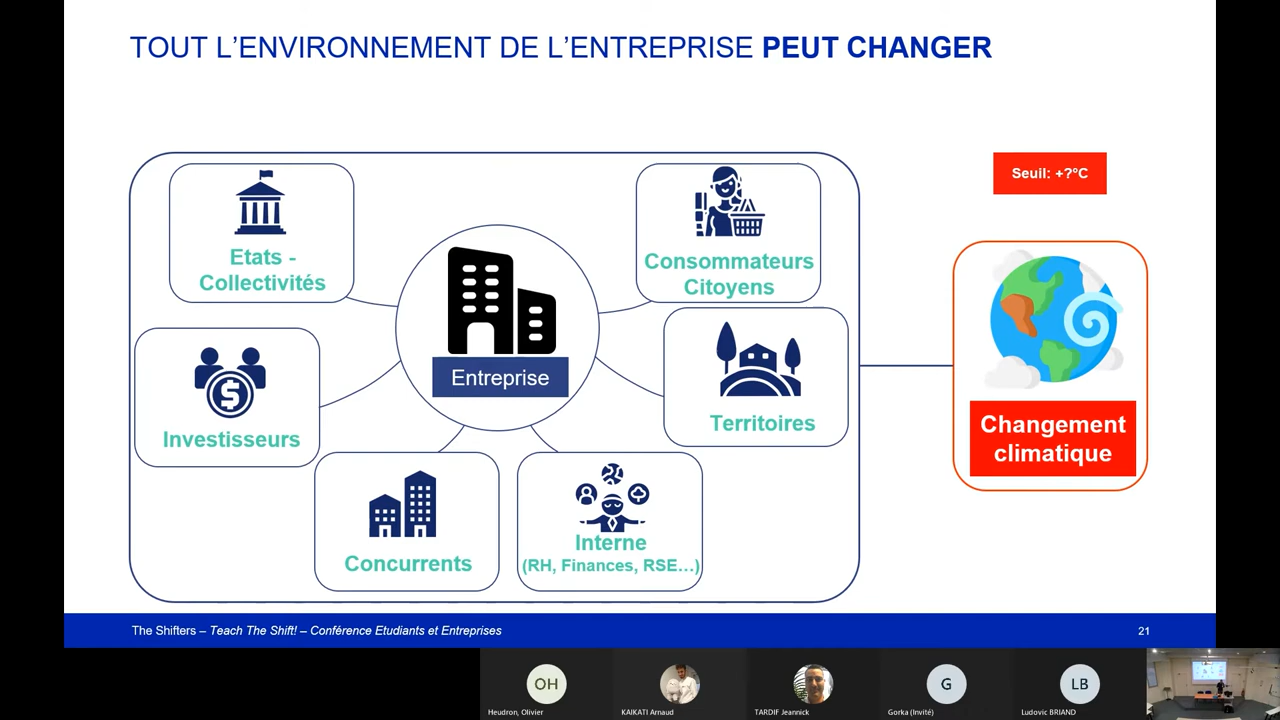 TOUT L’ENVIRONNEMENT DE L’ENTREPRISE PEUT CHANGER
Seuil: +?°C
Etats -
Collectivités
Consommateurs
Citoyens
Entreprise
Investisseurs
Territoires
Changement
climatique
Concurrents
Interne
(RH, Finances, RSE…)
The Shifters – Teach The Shift! – Conférence Etudiants et Entreprises
21
OH
G
LB
Heudron, Olivier
KAIKATI Arnaud
TARDIF Jeannick
Gorka (Invité)
Ludovic BRIAND